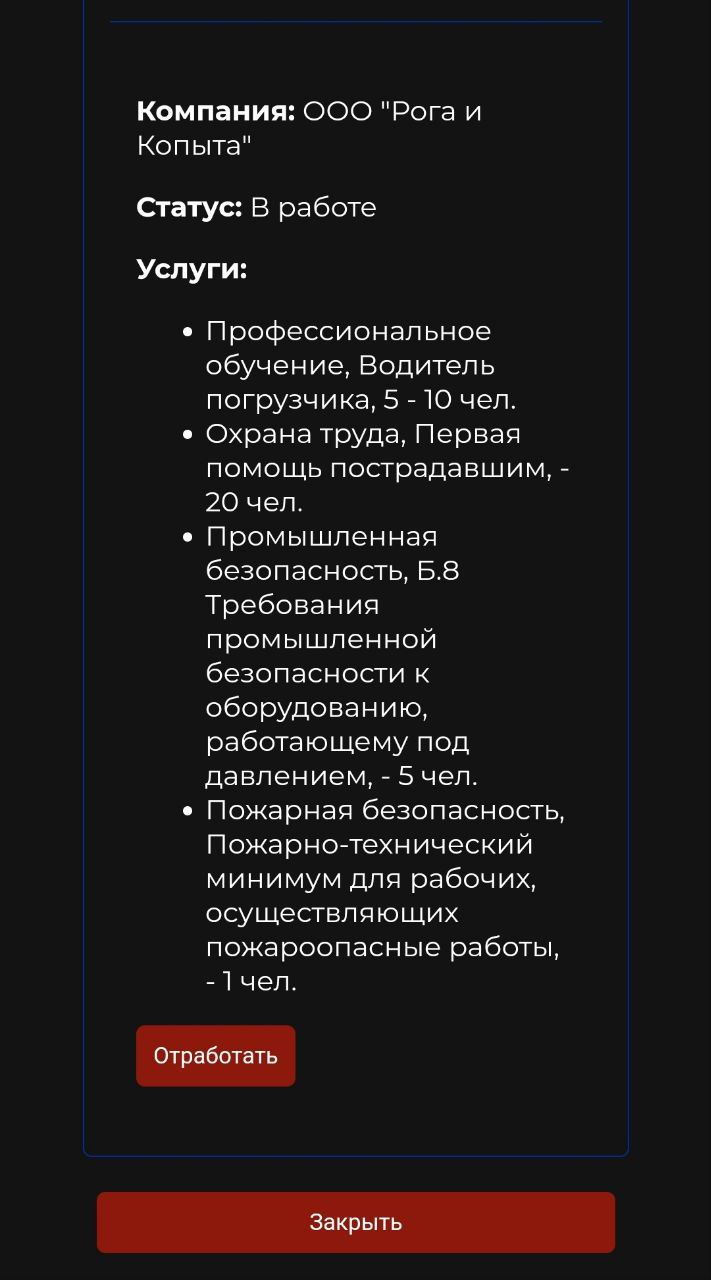 Компания: ООО "Рога и
Копыта"
Статус: В работе
Услуги:
Профессиональное
обучение, Водитель
погрузчика, 5 - 10 чел.
Охрана труда, Первая
помощь пострадавшим, -
20 чел.
Промышленная
безопасность, Б.8
Требования
промышленной
безопасности к
оборудованию,
работающему под
давлением, - 5 чел.
Пожарная безопасность,
Пожарно-технический
минимум для рабочих,
осуществляющих
пожароопасные работы,
- 1 чел.
Отработать
Закрыть